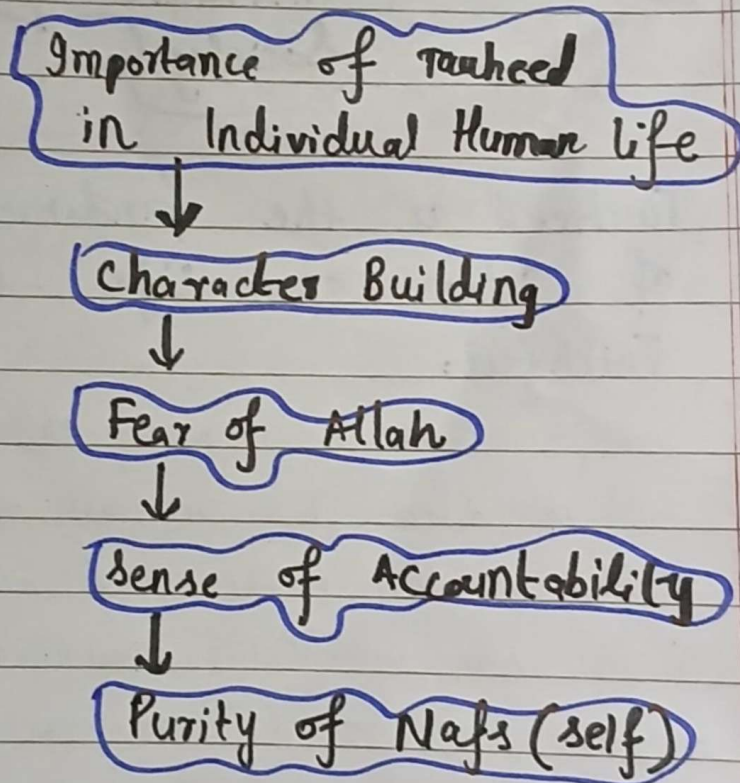 Importance of Tauheed
in Individual Human life
Character Building
Fear of Allah
Sense of Accountability
Purity of Nafs (self)